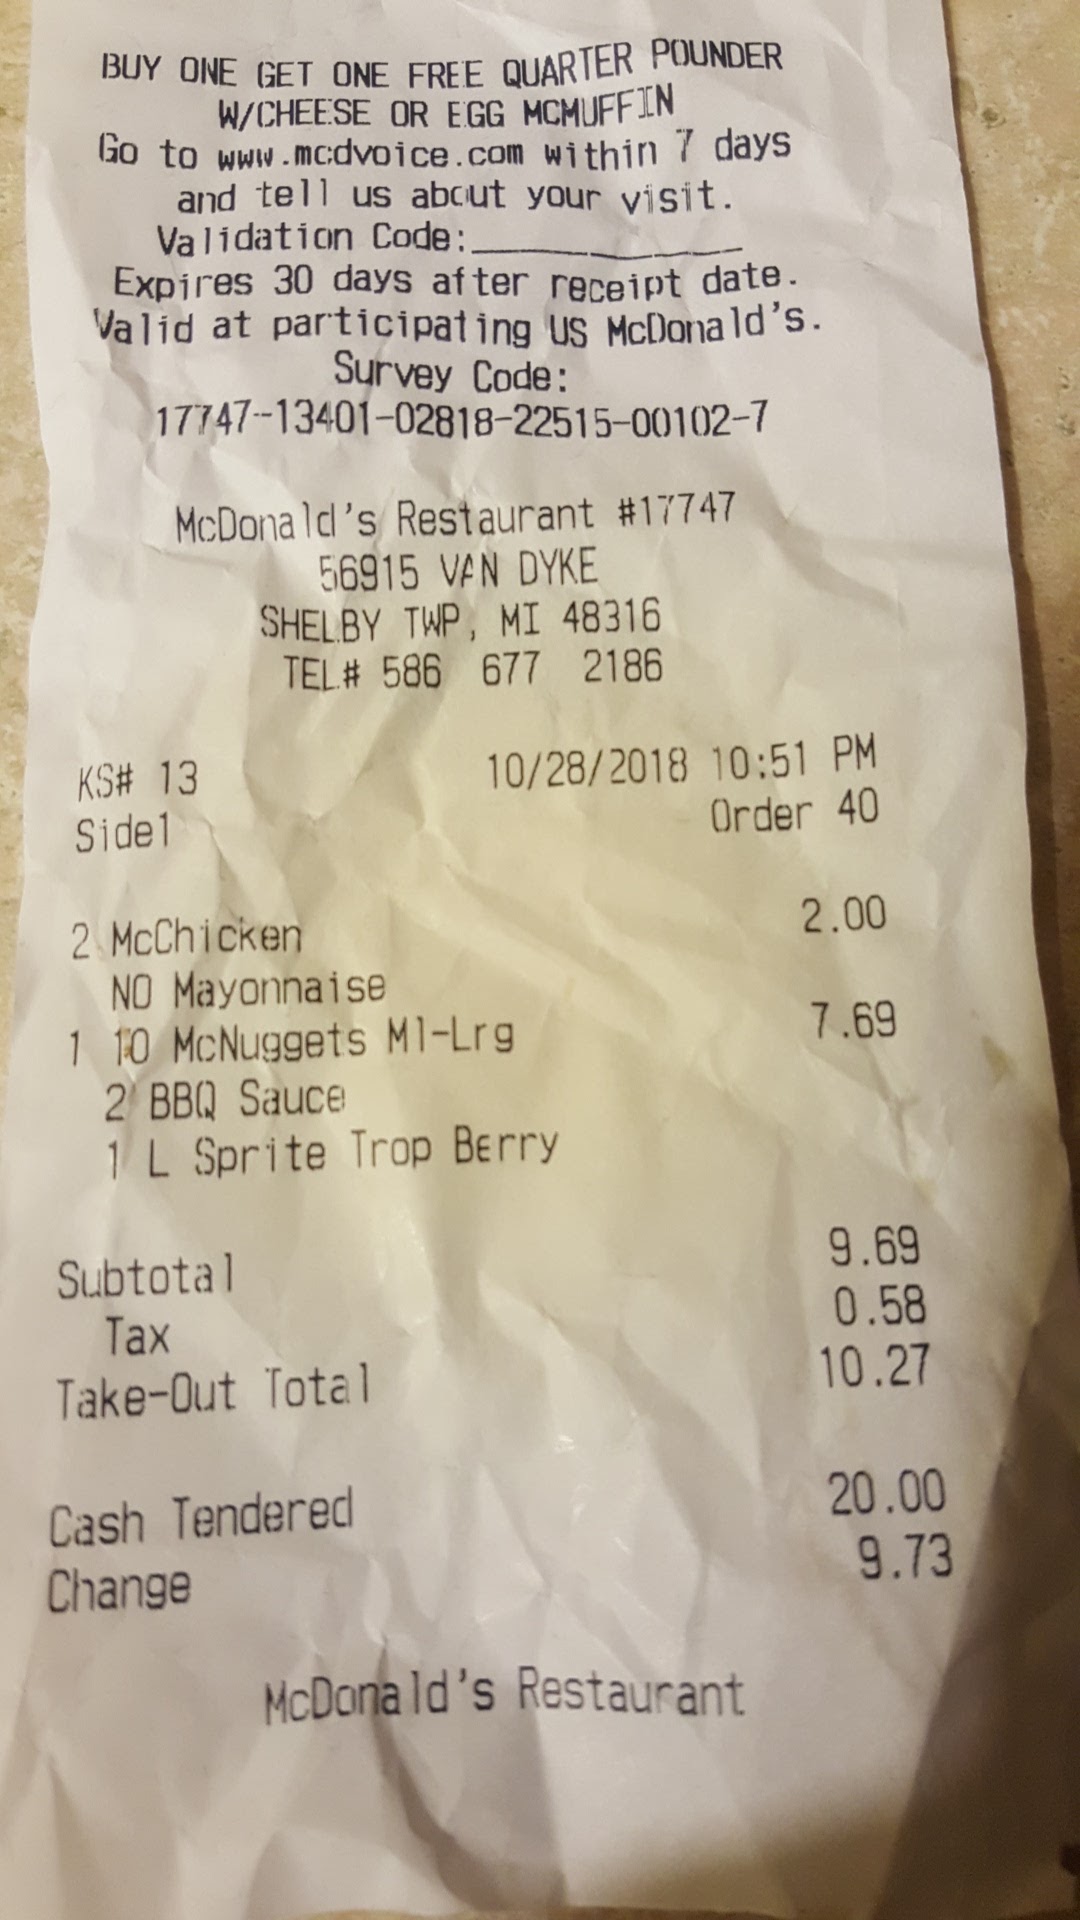 BUY ONE GET ONE FREE QUARTER POUNDER
W/CHEESE OR EGG MCMUFFIN
Go to www.mcdvoice.com within 7 days
and tell us about your visit.
Validation Code:____________
Expires 30 days after receipt date.
Valid at participating US McDonald's.
Survey Code:
17747-13401-02818-22515-00102-7
McDonald's Restaurant #17747
56915 VAN DYKE
SHELBY TWP, MI 48316
TEL# 586 677 2186
KS# 13 10/28/2018 10:51 PM
Side1 Order 40
2 McChicken 2.00
NO Mayonnaise
1 10 McNuggets Ml-Lrg 7.69
2 BBQ Sauce
1 L Sprite Trop Berry
Subtotal 9.69
Tax 0.58
Take-Out Total 10.27
Cash Tendered 20.00
Change 9.73
McDonald's Restaurant